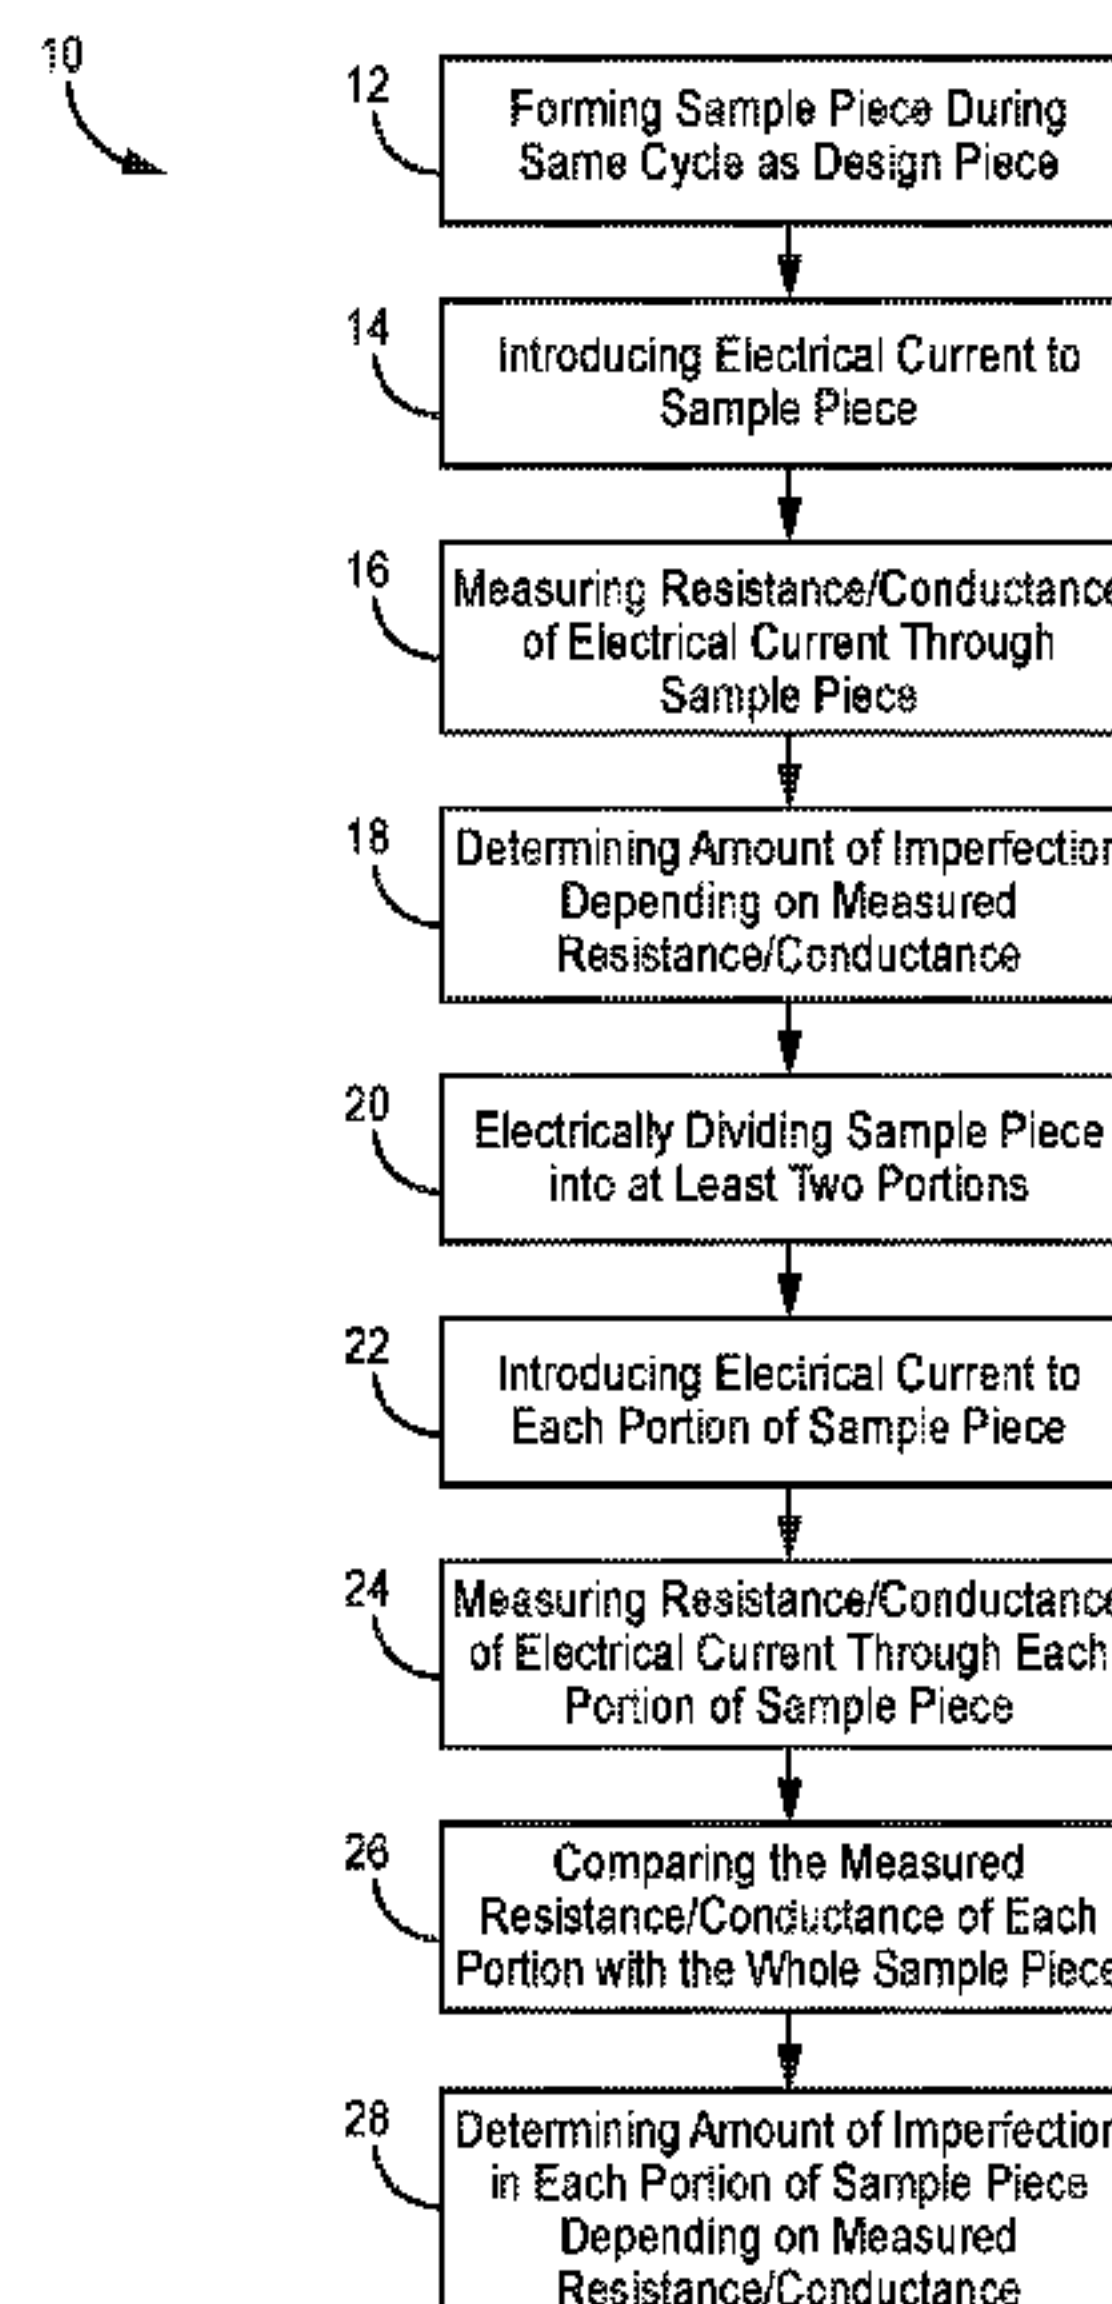 10
12
Forming Sample Piece During
Same Cycle as Design Piece
14
Introducing Electrical Current to
Sample Piece
16
Measuring Resistance/Conductance
of Electrical Current Through
Sample Piece
18
Determining Amount of Imperfection
Depending on Measured
Resistance/Conductance
20
Electrically Dividing Sample Piece
into at Least Two Portions
22
Introducing Electrical Current to
Each Portion of Sample Piece
24
Measuring Resistance/Conductance
of Electrical Current Through Each
Portion of Sample Piece
26
Comparing the Measured
Resistance/Conductance of Each
Portion with the Whole Sample Piece
28
Determining Amount of Imperfection
in Each Portion of Sample Piece
Depending on Measured
Resistance/Conductance